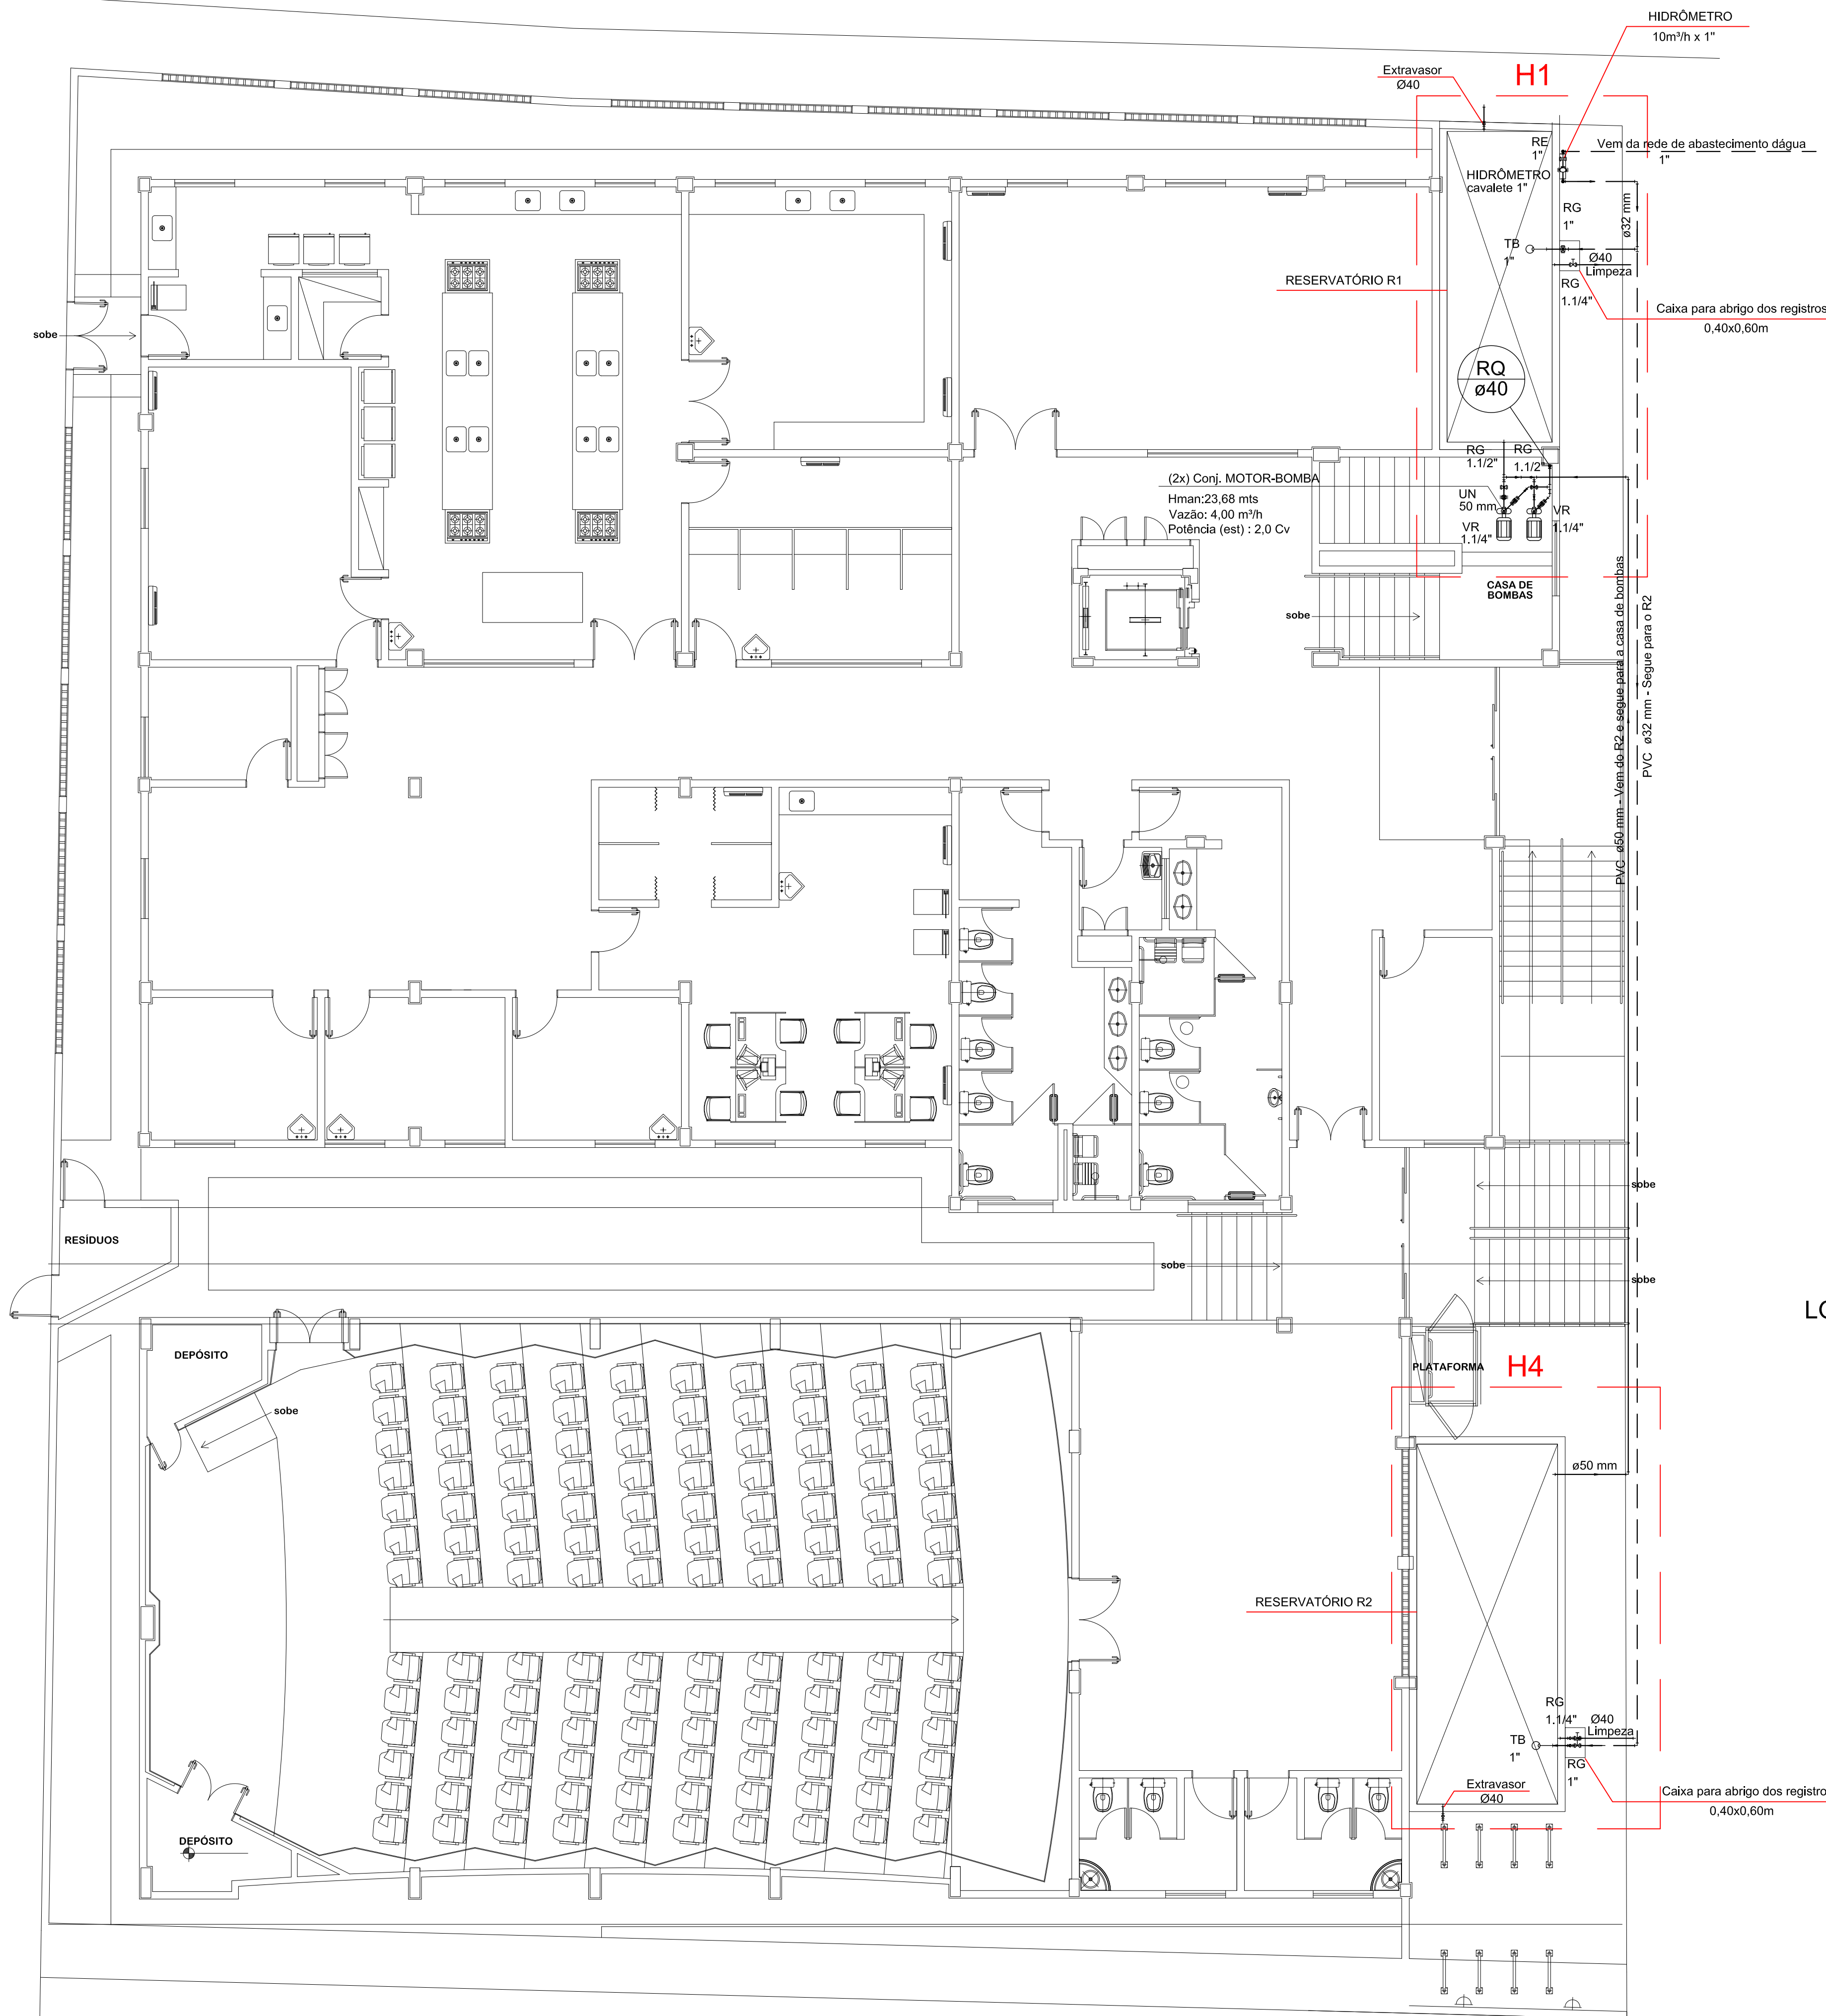 HIDRÔMETRO
10m³/h x 1"
Extravasor
Ø40
H1
RE
1"
Vem da rede de abastecimento dágua
1"
HIDRÔMETRO
cavalete 1"
RG
1"
ø32 mm
TB
1"
Ø40
Limpeza
RG
1.1/4"
RESERVATÓRIO R1
Caixa para abrigo dos registros
0,40x0,60m
sobe
RQ
ø40
RG
1.1/2"
RG
1.1/2"
(2x) Conj. MOTOR-BOMBA
Hman:23,68 mts
Vazão: 4,00 m³/h
Potência (est) : 2,0 Cv
UN
50 mm
VR
1.1/4"
VR
1.1/4"
CASA DE
BOMBAS
sobe
PVC ø50 mm - Vem do R2 e segue para a casa de bombas
PVC ø32 mm - Segue para o R2
sobe
RESÍDUOS
sobe
sobe
LO
DEPÓSITO
PLATAFORMA
H4
sobe
ø50 mm
RESERVATÓRIO R2
RG
1.1/4"
Ø40
Limpeza
TB
1"
RG
1"
Extravasor
Ø40
Caixa para abrigo dos registro
0,40x0,60m
DEPÓSITO